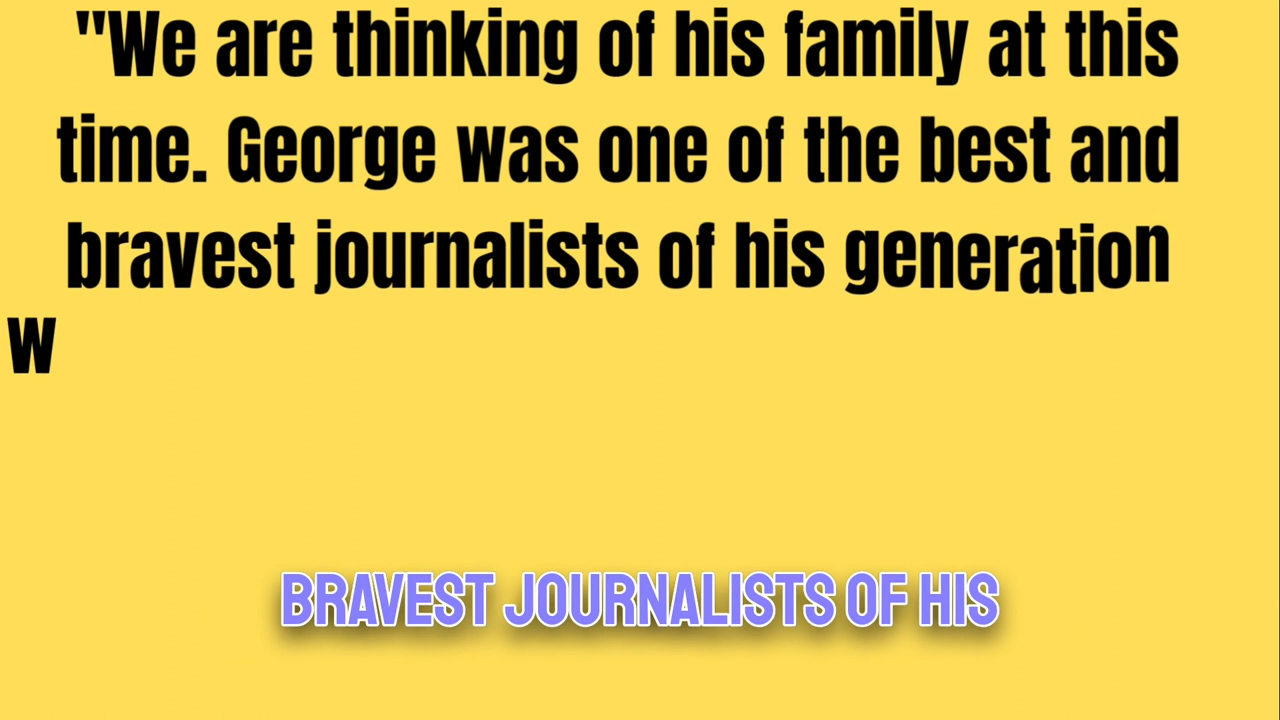 "We are thinking of his family at this
time. George was one of the best and
bravest journalists of his generation
w
BRAVEST JOURNALISTS OF HIS